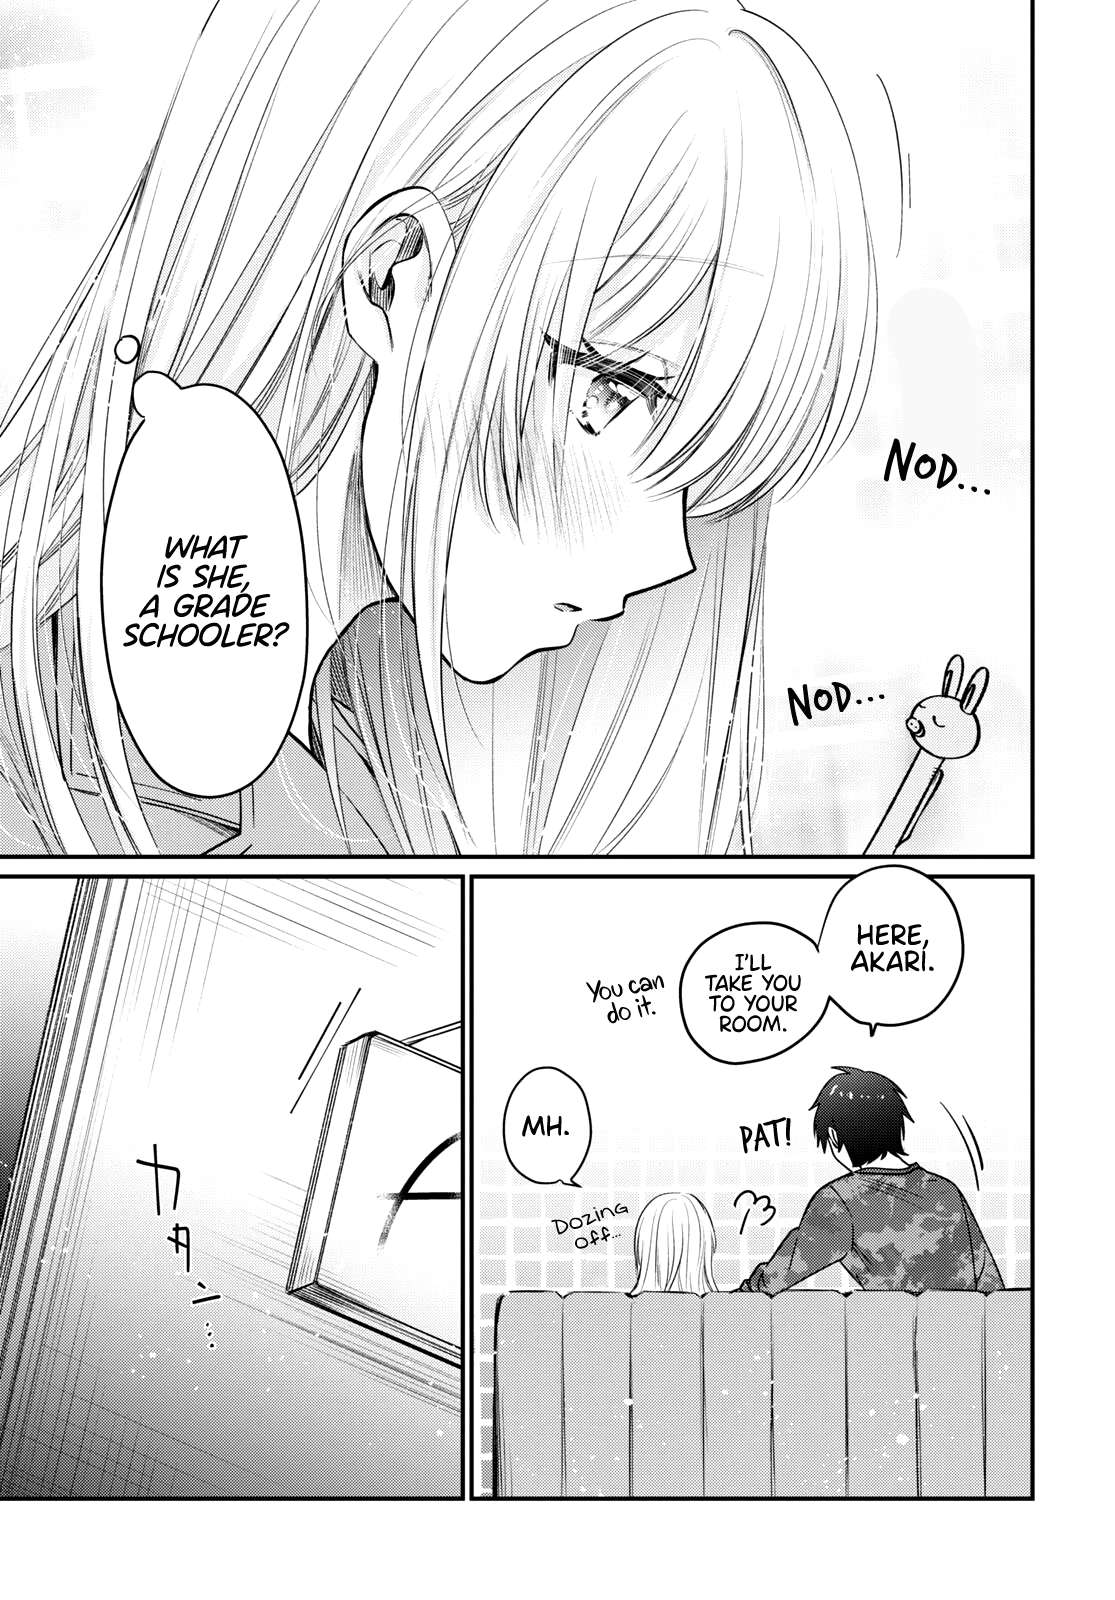 NOD...
WHAT
IS SHE,
A GRADE
SCHOOLER?
NOD...
HERE,
AKARI.
I'LL
TAKE YOU
TO YOUR
ROOM.
You can
do it.
PAT!
MH.
DOZING
OFF...
カタン...